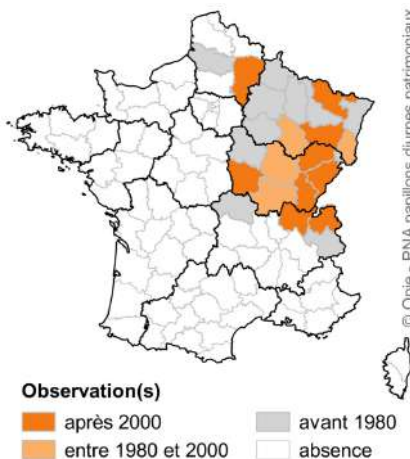 © Opie - PNA papillons diurnes patrimoniaux
Observation(s)
après 2000
avant 1980
entre 1980 et 2000
absence